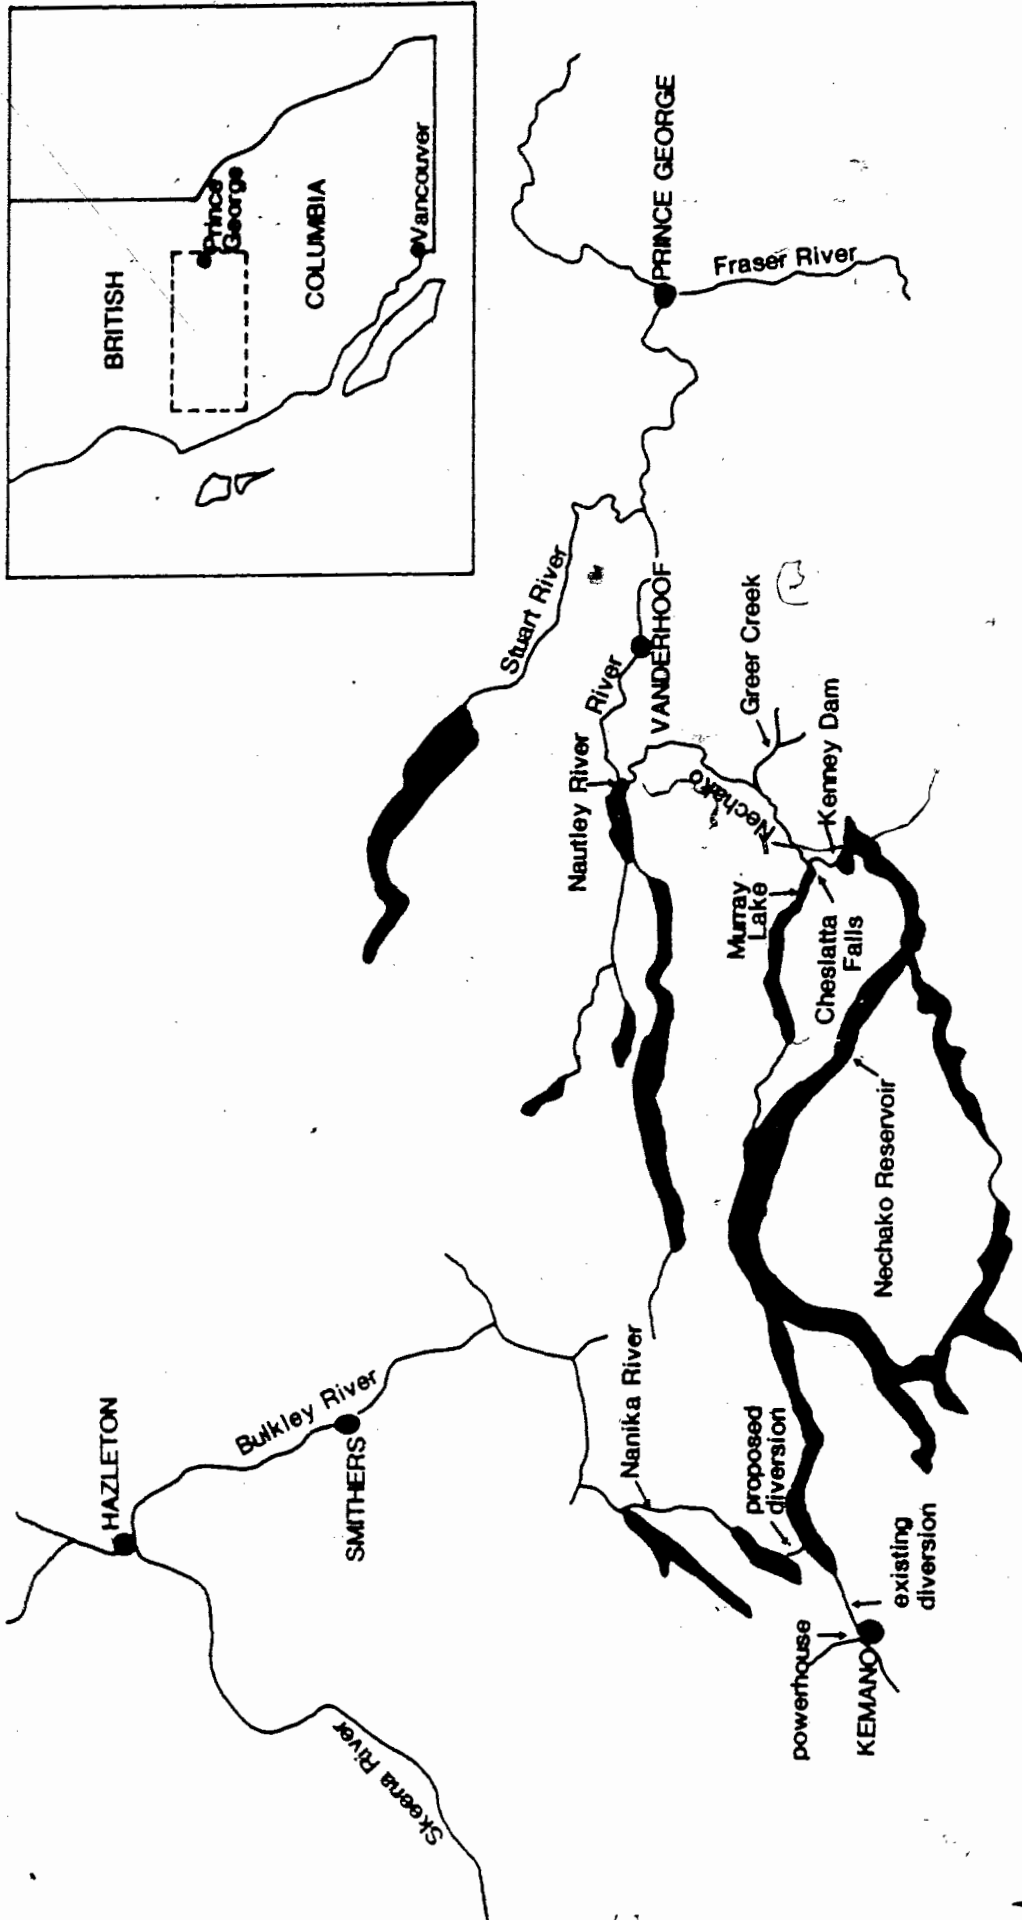 BRITISH
COLUMBIA
Prince
George
Vancouver
HAZLETON
Bulkley River
SMITHERS
Skeena River
Stuart River
Nautley River
River
VANDERHOOF
PRINCE GEORGE
Fraser River
Nechako
Greer Creek
Kenney Dam
Murray
Lake
Cheslatta
Falls
Nechako Reservoir
Nanika River
proposed
diversion
existing
diversion
powerhouse
KEMANO